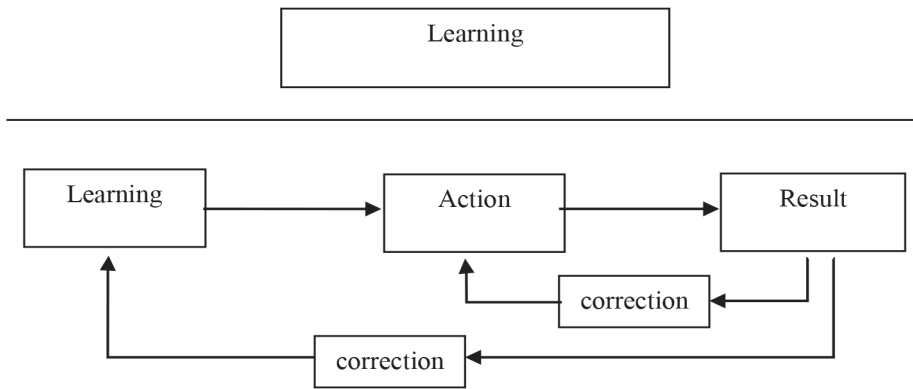 Learning
Learning
Action
Result
correction
correction